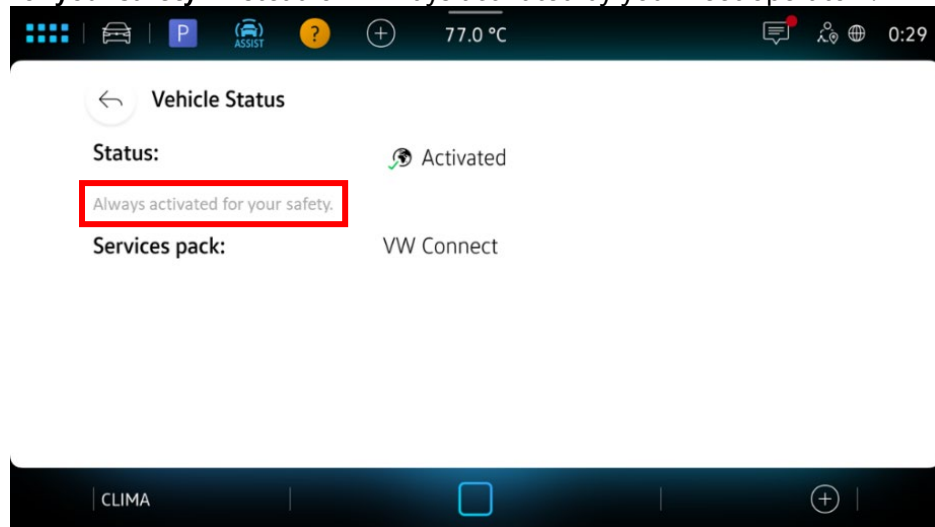 P
ASSIST
?
77.0 °C
0:29
Vehicle Status
Status:
Activated
Always activated for your safety.
Services pack:
VW Connect
CLIMA